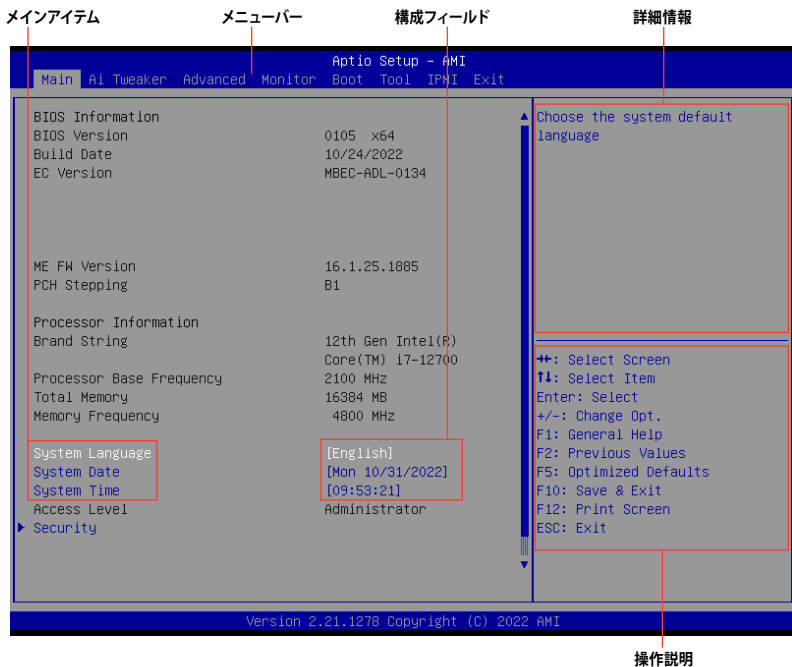 メインアイテム メニューバー 構成フィールド 詳細情報
Aptio Setup - AMI
Main Ai Tweaker Advanced Monitor Boot Tool IPMI Exit
BIOS Information
BIOS Version 0105 x64
Build Date 10/24/2022
EC Version MBEC-ADL-0134
ME FW Version 16.1.25.1885
PCH Stepping B1
Processor Information
Brand String 12th Gen Intel(R)
Core(TM) i7-12700
Processor Base Frequency 2100 MHz
Total Memory 16384 MB
Memory Frequency 4800 MHz
System Language [English]
System Date [Mon 10/31/2022]
System Time [09:53:21]
Access Level Administrator
Security
Choose the system default
language
→←: Select Screen
↑↓: Select Item
Enter: Select
+/-: Change Opt.
F1: General Help
F2: Previous Values
F5: Optimized Defaults
F10: Save & Exit
F12: Print Screen
ESC: Exit
Version 2.21.1278 Copyright (C) 2022 AMI
操作説明